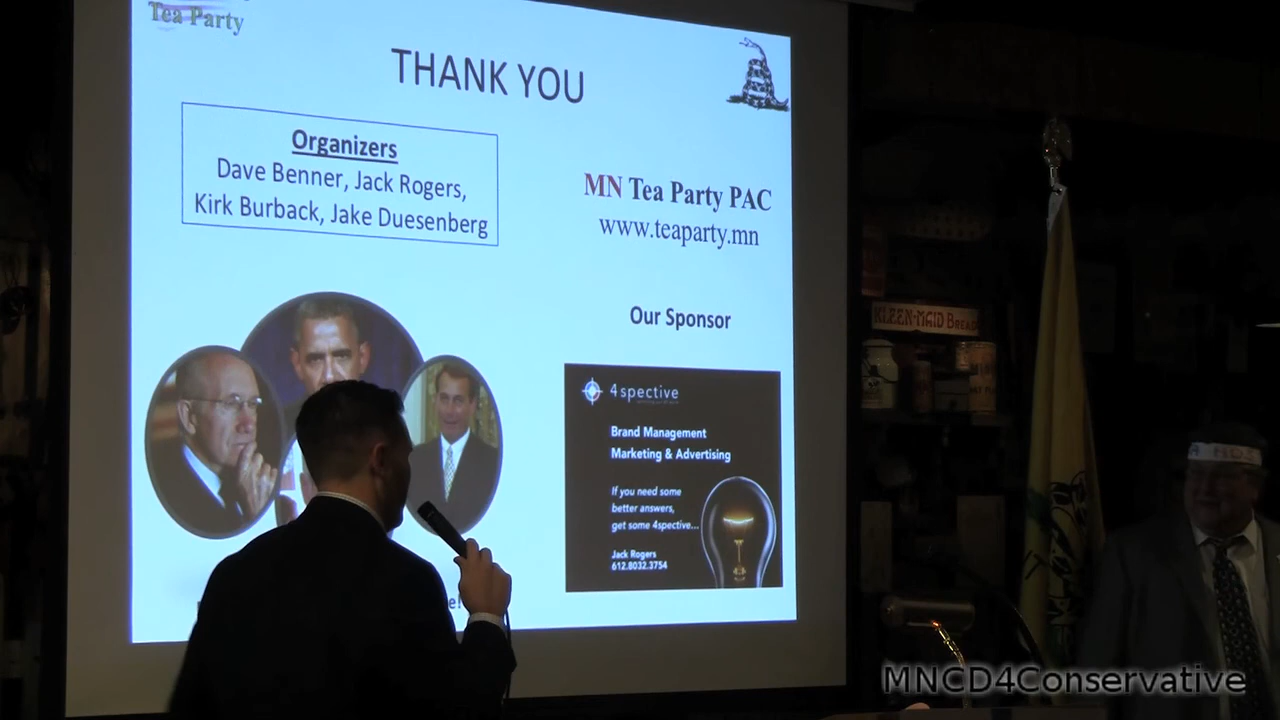 Tea Party
THANK YOU
Organizers
Dave Benner, Jack Rogers,
Kirk Burback, Jake Duesenberg
MN Tea Party PAC
www.teaparty.mn
Our Sponsor
4spective
Brand Management
Marketing & Advertising
If you need some
better answers,
get some 4spective...
Jack Rogers
612.8032.3754
KLEEN-MAID BREAD
MNCD4Conservative